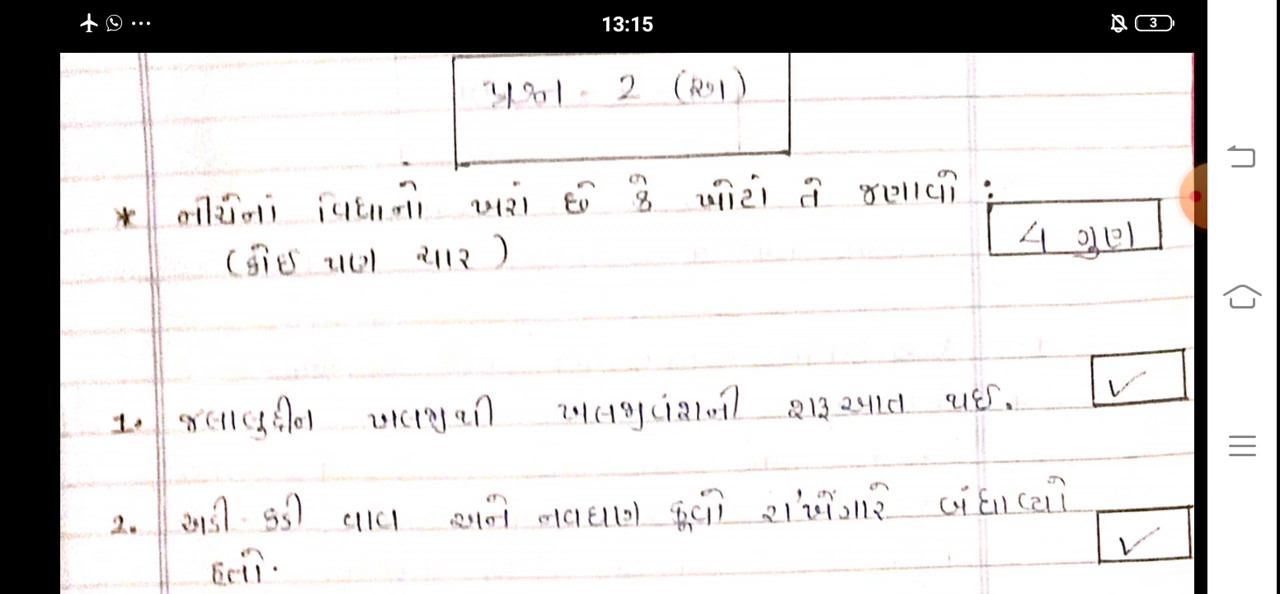 13:15
3
પ્રશ્ન - 2 (અ)
* નીચેનાં વિધાનો ખરાં છે કે ખોટાં તે જણાવો :
(કોઈ પણ ચાર)
4 ગુણ
1. જલાલુદ્દીન ખલજીથી ખલજીવંશની શરૂઆત થઈ. ✓
2. અડી કડી વાવ અને નવઘણ કૂવો રા'ખેંગારે બંધાવ્યો ✓
હતો.